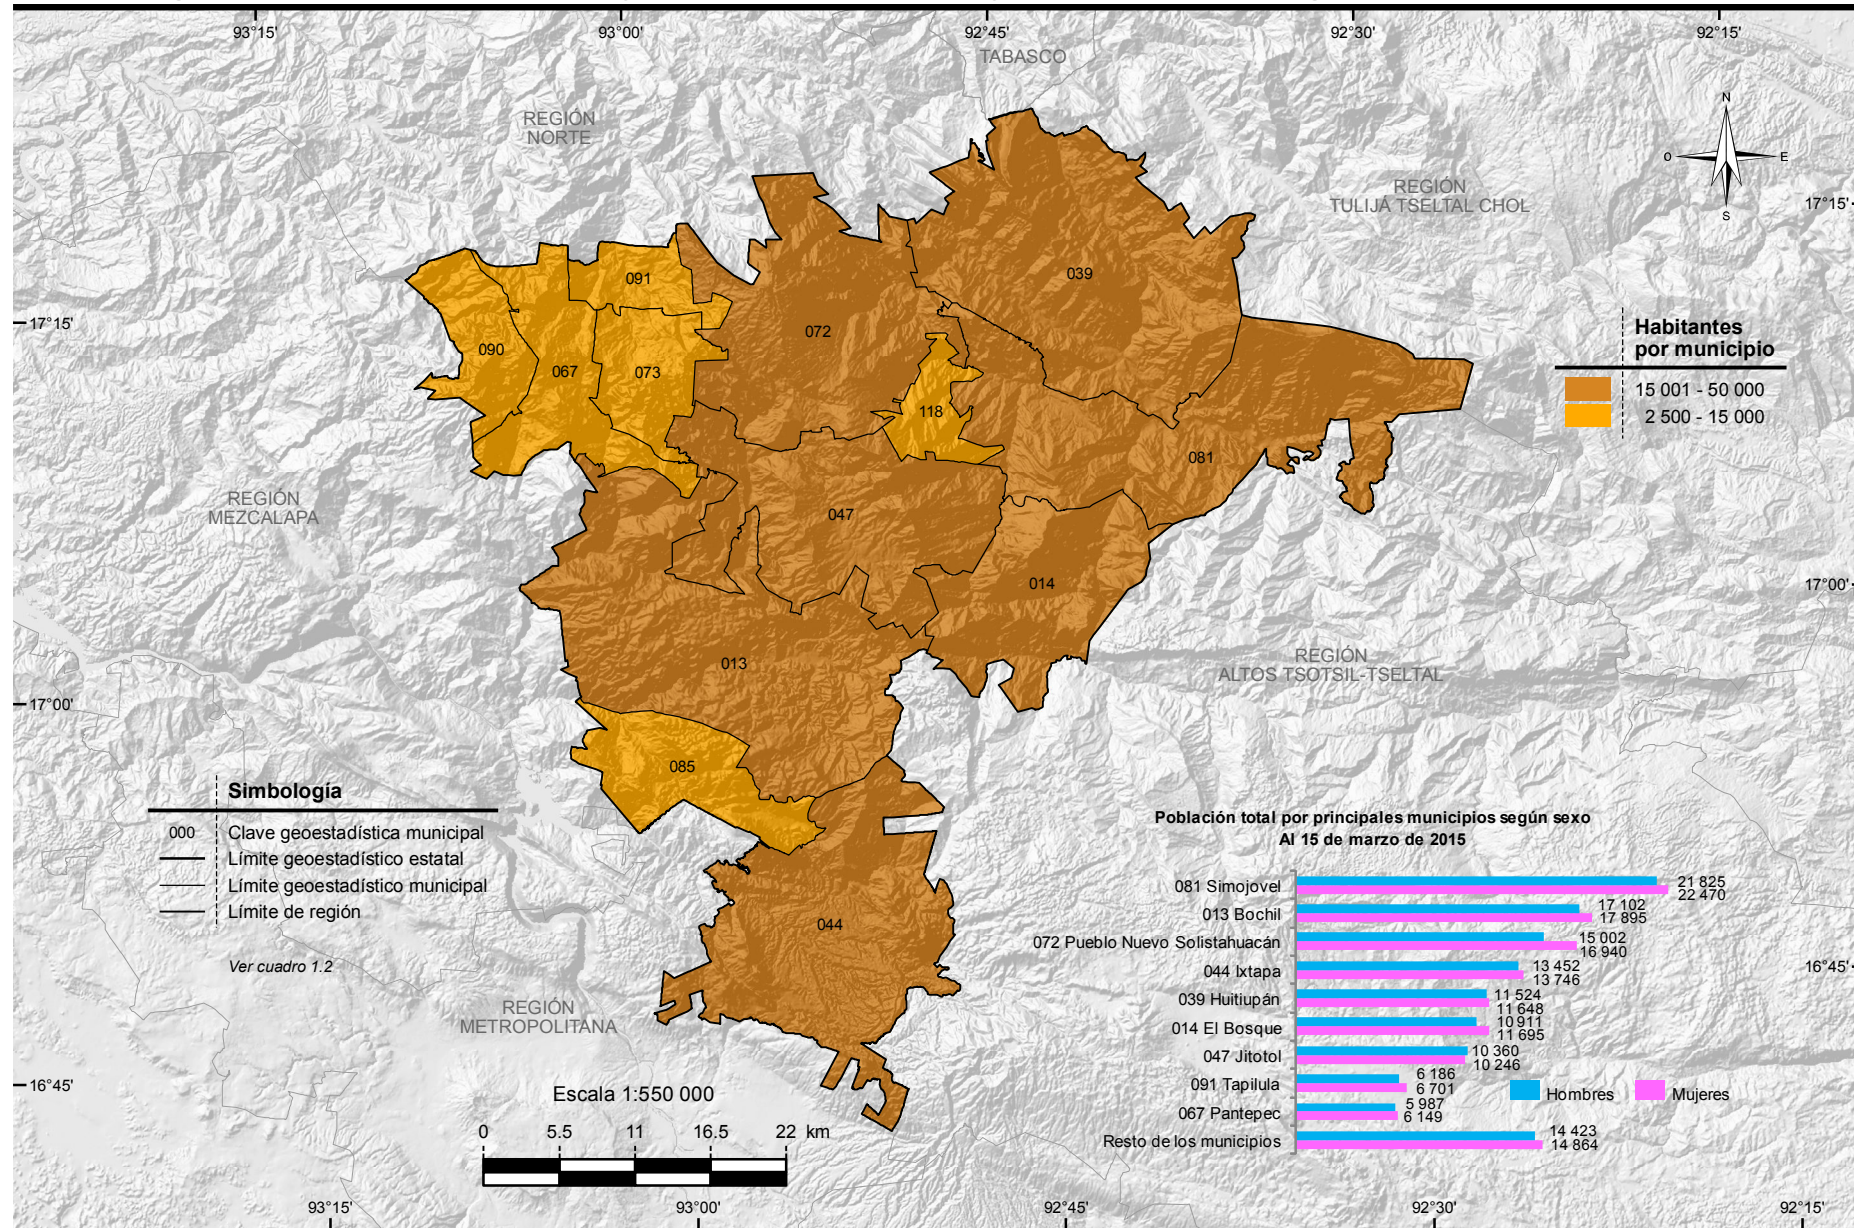 93°15'
93°00'
92°45'
92°30'
92°15'
TABASCO
REGIÓN
NORTE
N
O
E
S
REGIÓN
TULIJÁ TSELTAL CHOL
17°15'
039
091
17°15'
072
090
067
073
118
Habitantes
por municipio
15 001 - 50 000
2 500 - 15 000
081
REGIÓN
MEZCALAPA
047
014
17°00'
013
REGIÓN
ALTOS TSOTSIL-TSELTAL
17°00'
085
Simbología
000 Clave geoestadística municipal
Límite geoestadístico estatal
Límite geoestadístico municipal
Límite de región
Ver cuadro 1.2
044
REGIÓN
METROPOLITANA
Población total por principales municipios según sexo
Al 15 de marzo de 2015
081 Simojovel
21 825
22 470
013 Bochil
17 102
17 895
072 Pueblo Nuevo Solistahuacán
15 002
16 940
044 Ixtapa
13 452
13 746
16°45'
039 Huitiupán
11 524
11 648
014 El Bosque
10 911
11 695
047 Jitotol
10 360
10 246
091 Tapilula
6 186
6 701
067 Pantepec
5 987
6 149
Resto de los municipios
14 423
14 864
Hombres
Mujeres
16°45'
Escala 1:550 000
0 5.5 11 16.5 22 km
93°15'
93°00'
92°45'
92°30'
92°15'